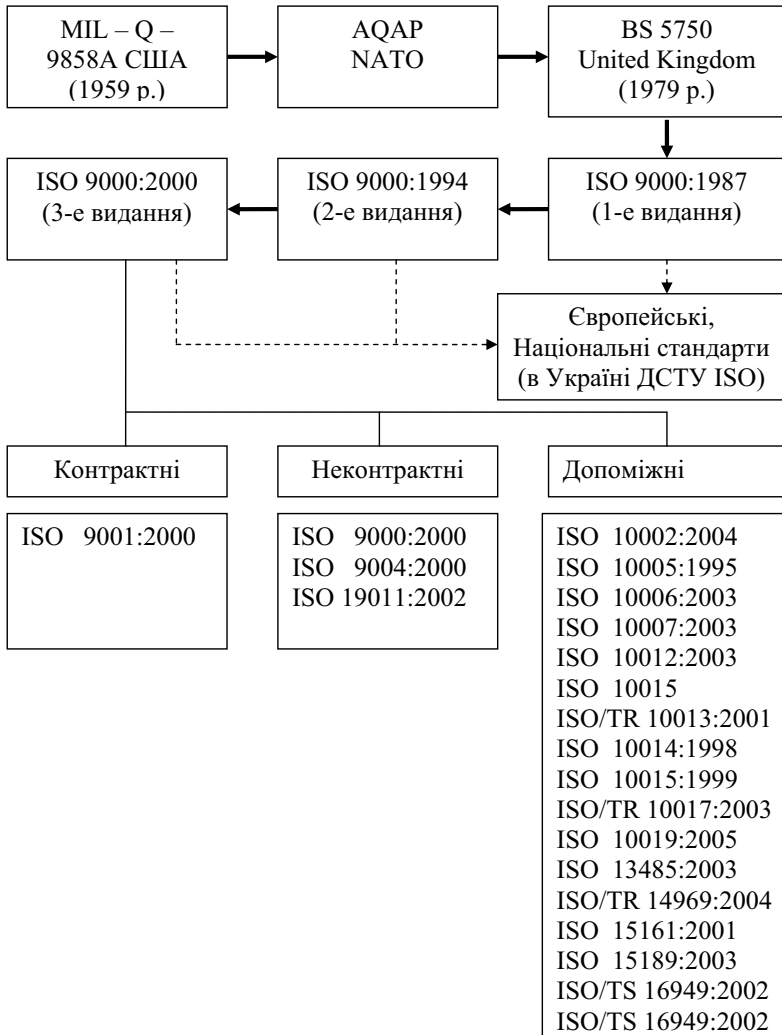 MIL – Q –
9858А США
(1959 р.)
AQAP
NATO
BS 5750
United Kingdom
(1979 р.)
ISO 9000:2000
(3-е видання)
ISO 9000:1994
(2-е видання)
ISO 9000:1987
(1-е видання)
Європейські,
Національні стандарти
(в Україні ДСТУ ISO)
Контрактні
Неконтрактні
Допоміжні
ISO 9001:2000
ISO 9000:2000
ISO 9004:2000
ISO 19011:2002
ISO 10002:2004
ISO 10005:1995
ISO 10006:2003
ISO 10007:2003
ISO 10012:2003
ISO 10015
ISO/TR 10013:2001
ISO 10014:1998
ISO 10015:1999
ISO/TR 10017:2003
ISO 10019:2005
ISO 13485:2003
ISO/TR 14969:2004
ISO 15161:2001
ISO 15189:2003
ISO/TS 16949:2002
ISO/TS 16949:2002